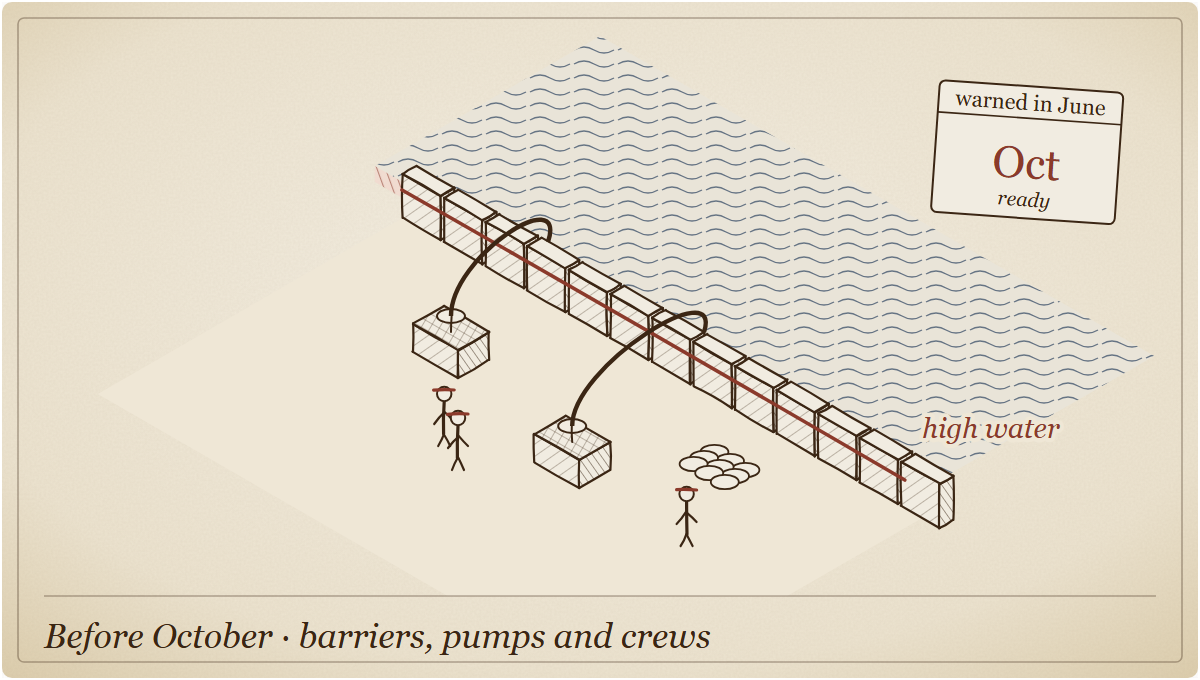 warned in June
Oct
ready
high water
Before October · barriers, pumps and crews